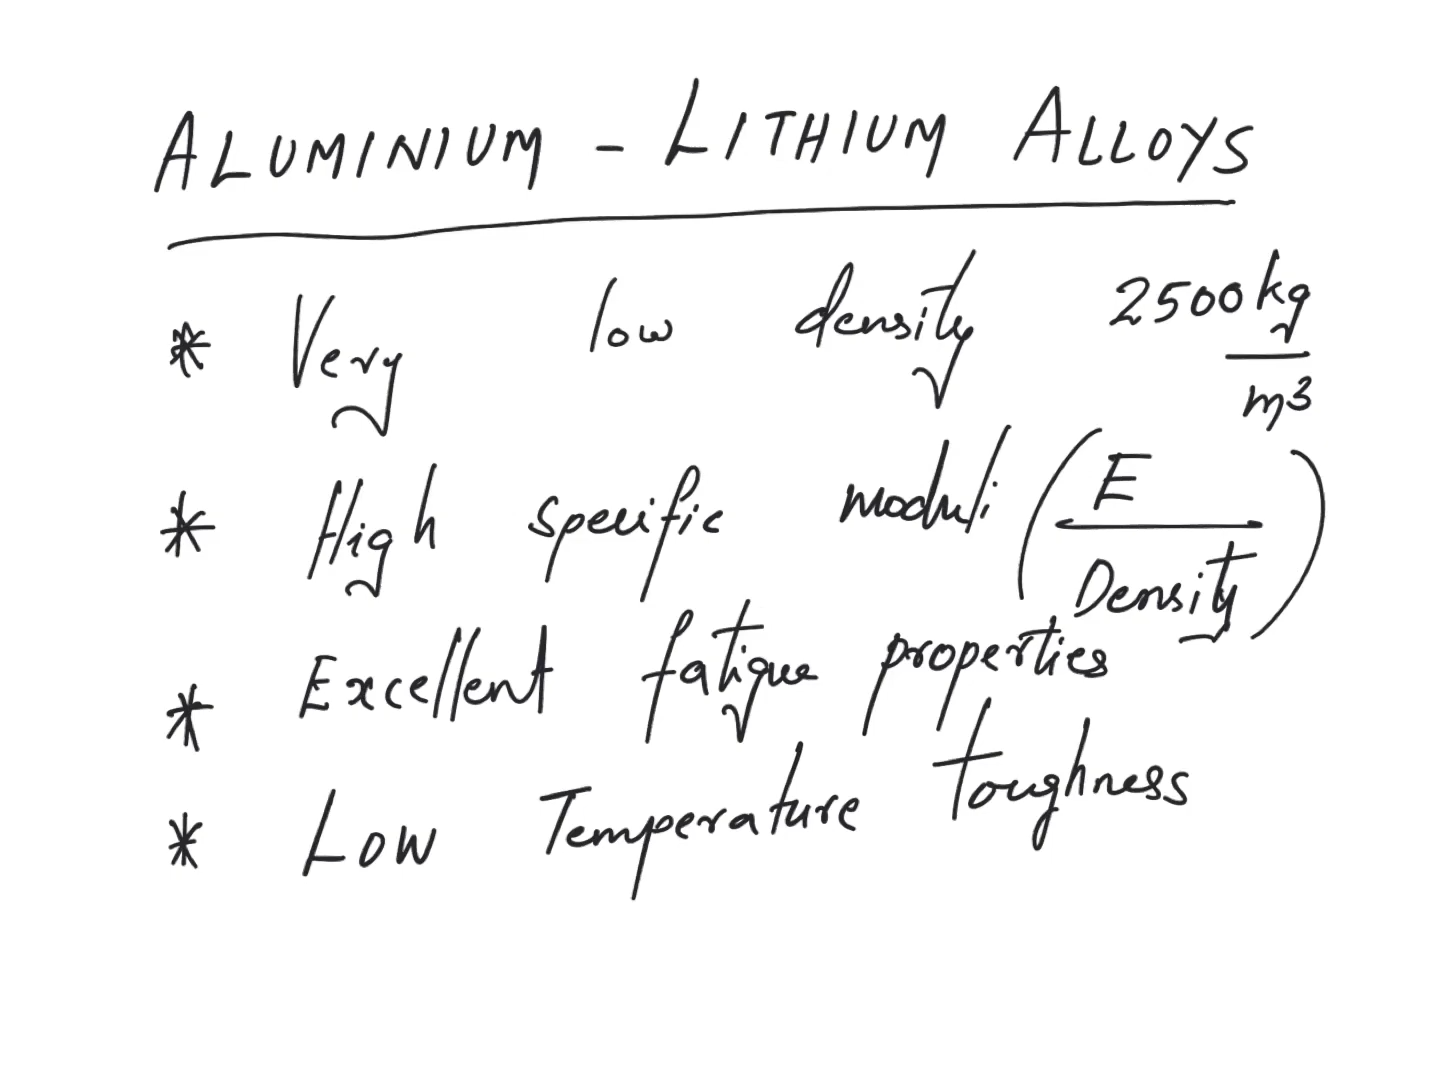 ALUMINIUM - LITHIUM ALLOYS
* Very low density 2500 kg/m³
* High specific moduli (E/Density)
* Excellent fatigue properties
* Low Temperature toughness